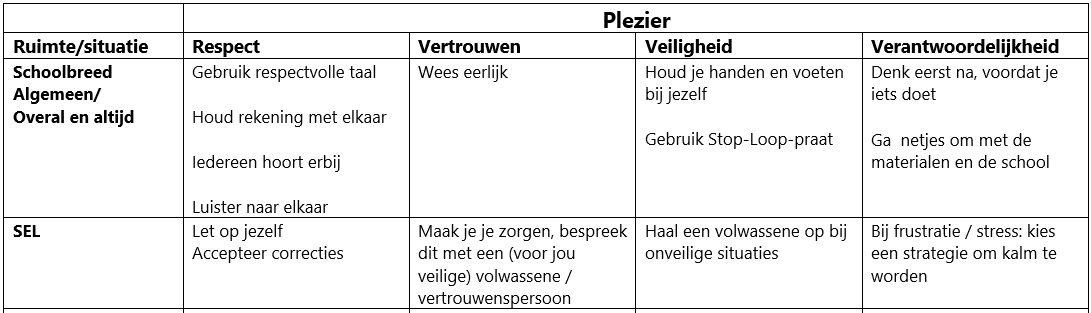 Plezier
Ruimte/situatie Respect Vertrouwen Veiligheid Verantwoordelijkheid
Schoolbreed
Algemeen/
Overal en altijd
Gebruik respectvolle taal
Houd rekening met elkaar
Iedereen hoort erbij
Luister naar elkaar
Wees eerlijk
Houd je handen en voeten
bij jezelf
Gebruik Stop-Loop-praat
Denk eerst na, voordat je
iets doet
Ga  netjes om met de
materialen en de school
SEL
Let op jezelf
Accepteer correcties
Maak je je zorgen, bespreek
dit met een (voor jou
veilige) volwassene /
vertrouwenspersoon
Haal een volwassene op bij
onveilige situaties
Bij frustratie / stress: kies
een strategie om kalm te
worden